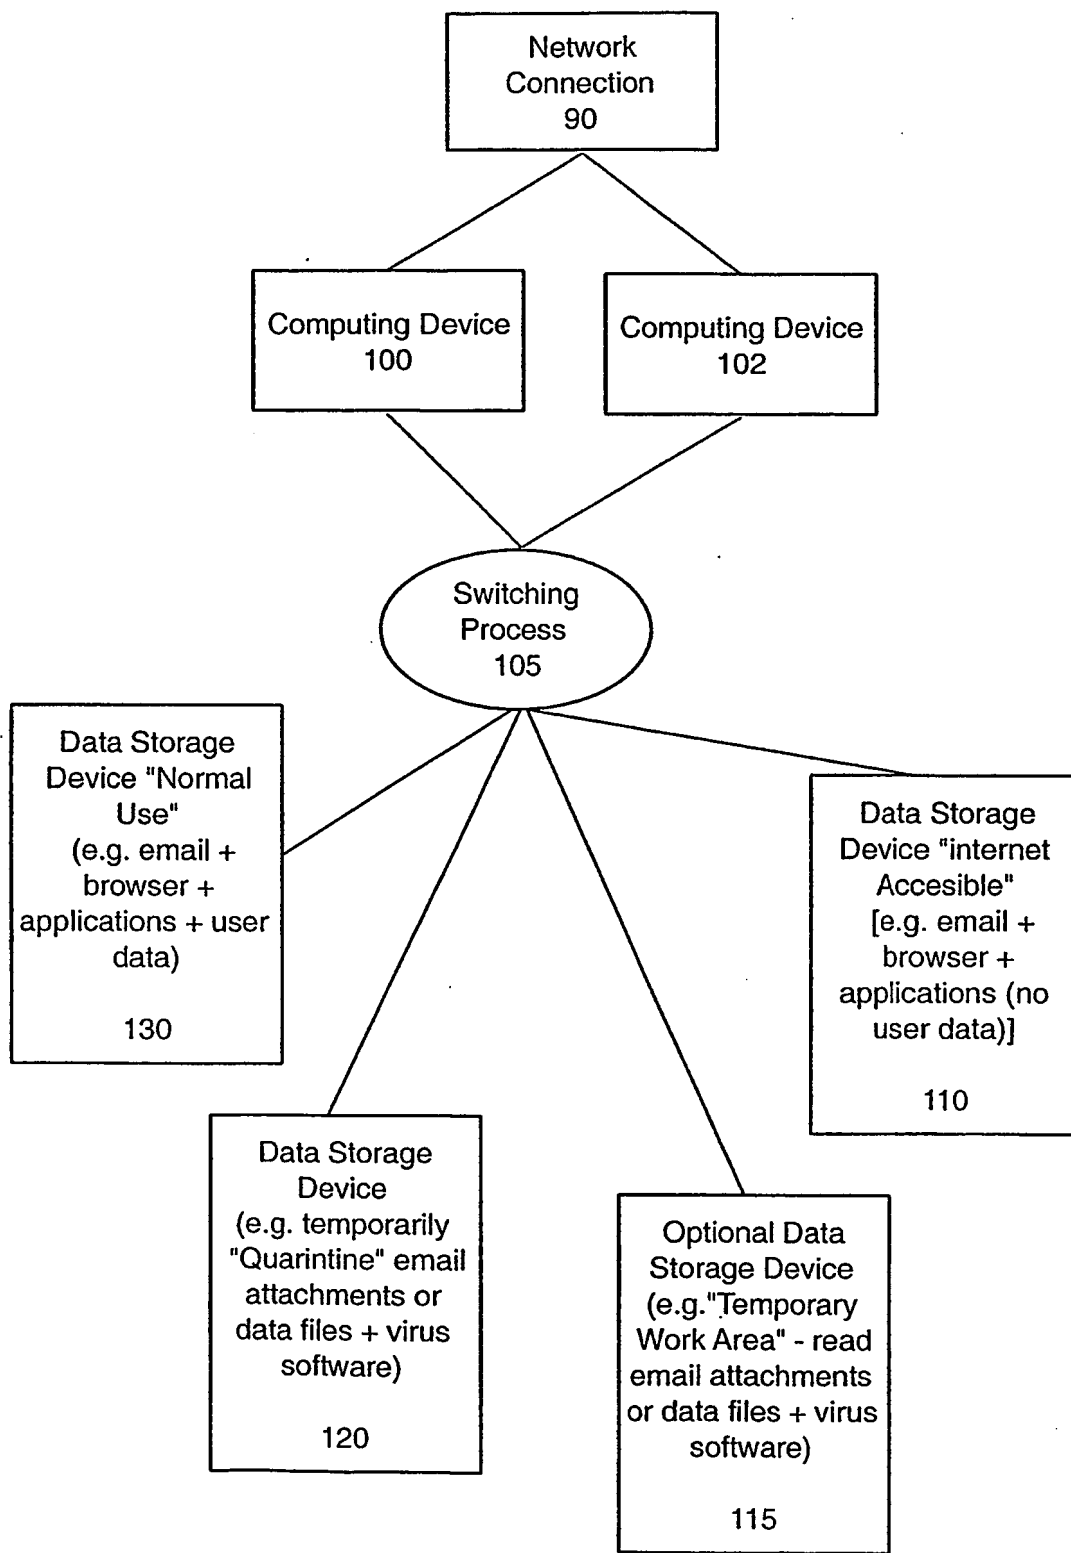 Network
Connection
90
Computing Device
100
Computing Device
102
Switching
Process
105
Data Storage
Device "Normal
Use"
(e.g. email +
browser +
applications + user
data)
130
Data Storage
Device "internet
Accesible"
[e.g. email +
browser +
applications (no
user data)]
110
Data Storage
Device
(e.g. temporarily
"Quarintine" email
attachments or
data files + virus
software)
120
Optional Data
Storage Device
(e.g."Temporary
Work Area" - read
email attachments
or data files + virus
software)
115